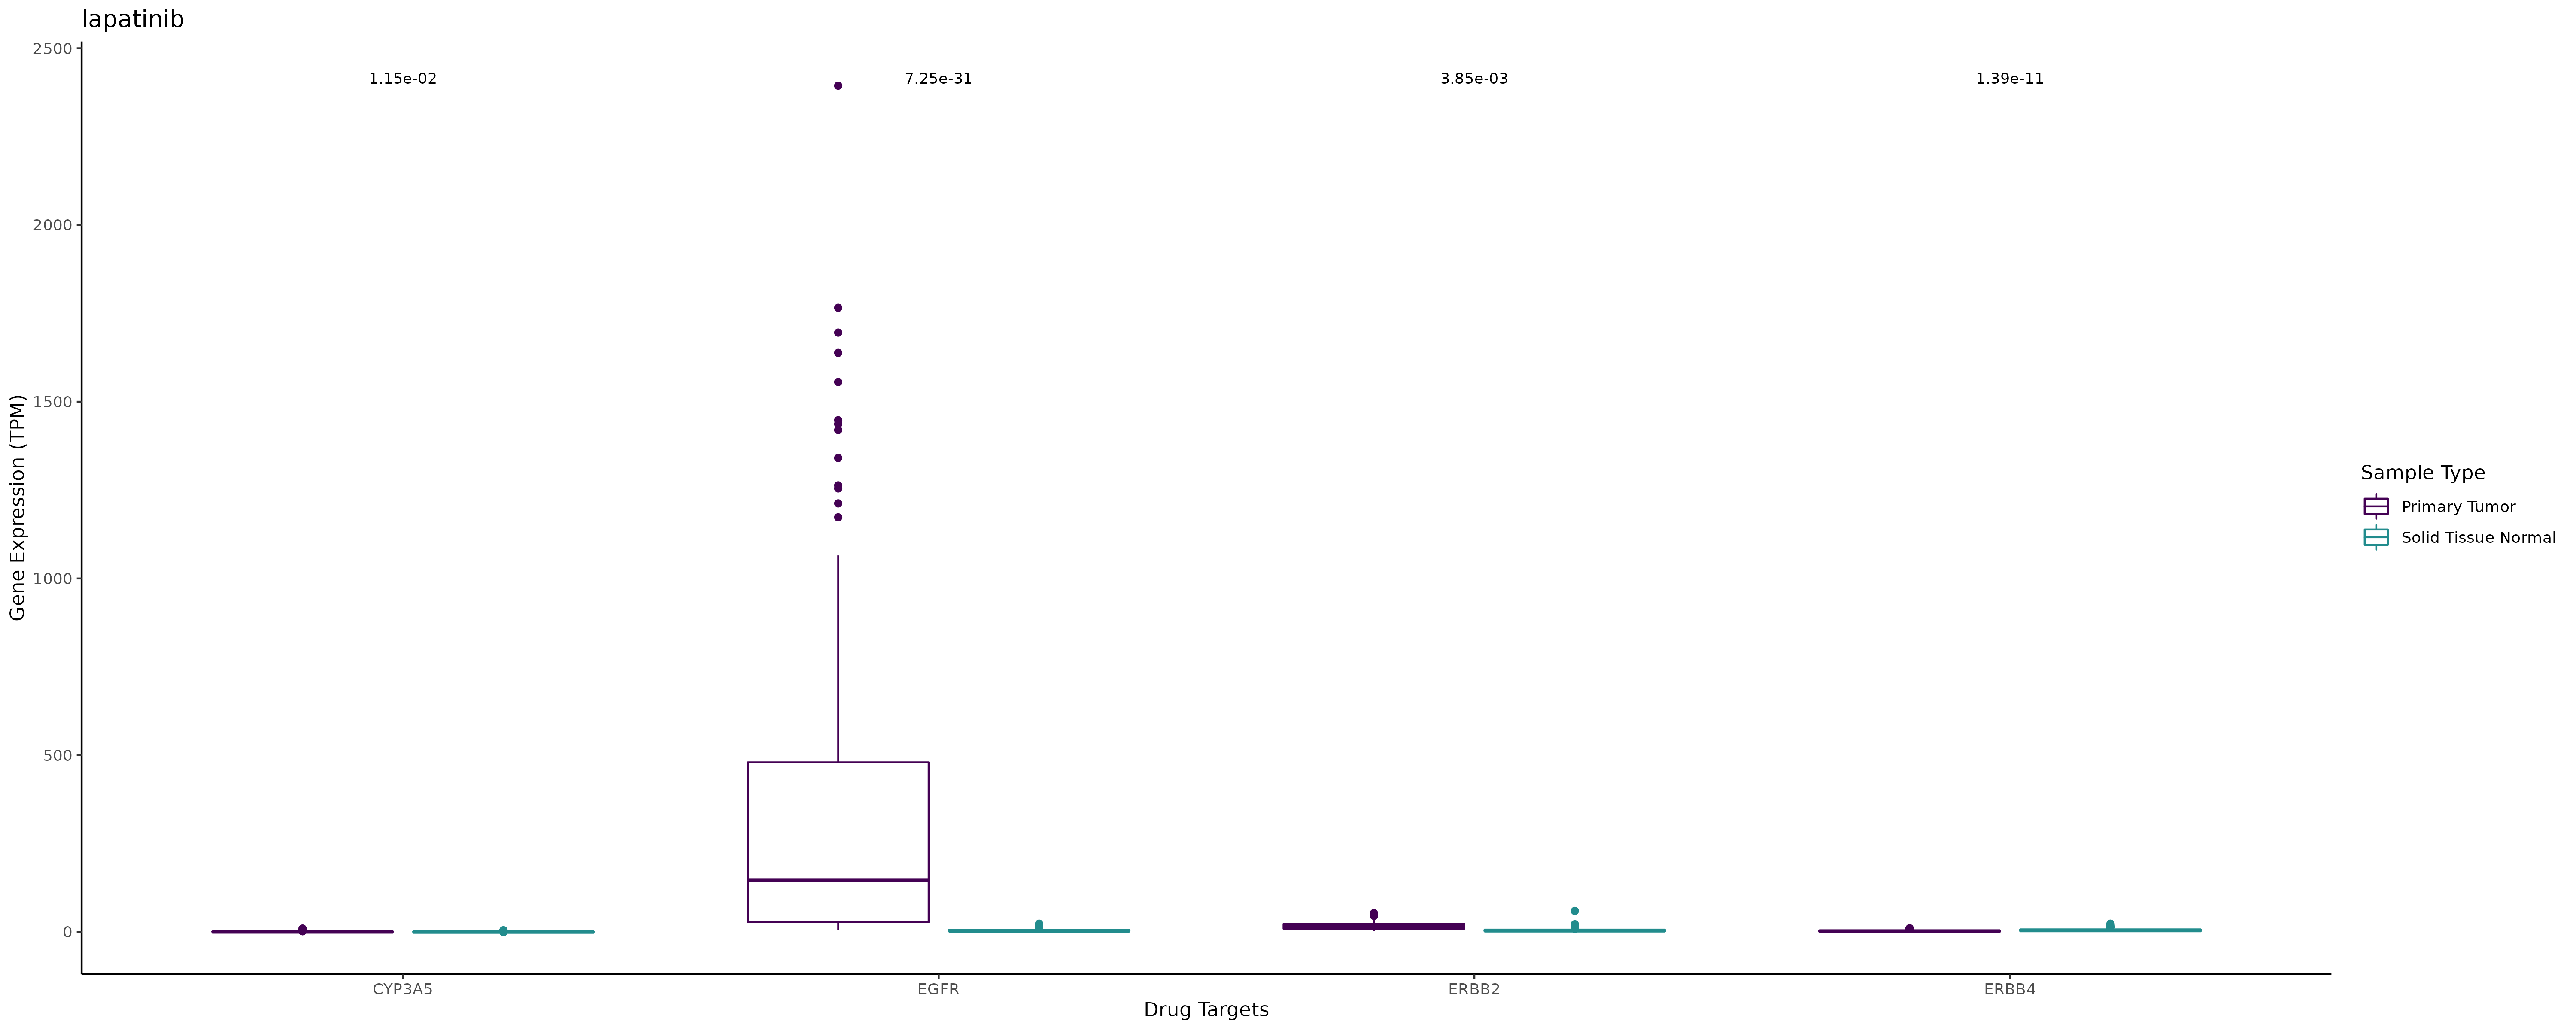 lapatinib
2500
2000
1500
1000
500
0
Gene Expression (TPM)
1.15e-02
7.25e-31
3.85e-03
1.39e-11
CYP3A5
EGFR
ERBB2
ERBB4
Drug Targets
Sample Type
Primary Tumor
Solid Tissue Normal